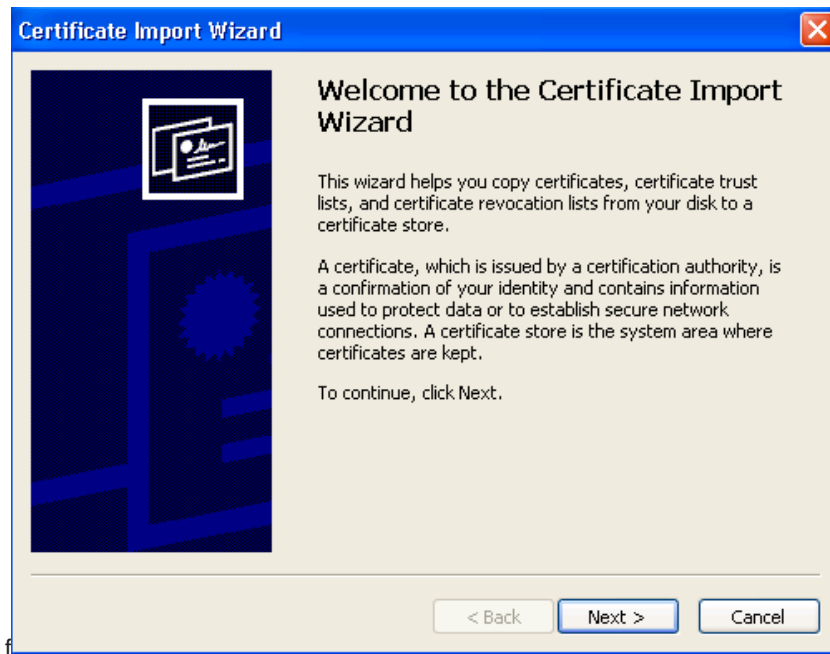 Certificate Import Wizard
Welcome to the Certificate Import
Wizard
This wizard helps you copy certificates, certificate trust
lists, and certificate revocation lists from your disk to a
certificate store.
A certificate, which is issued by a certification authority, is
a confirmation of your identity and contains information
used to protect data or to establish secure network
connections. A certificate store is the system area where
certificates are kept.
To continue, click Next.
< Back Next > Cancel
f